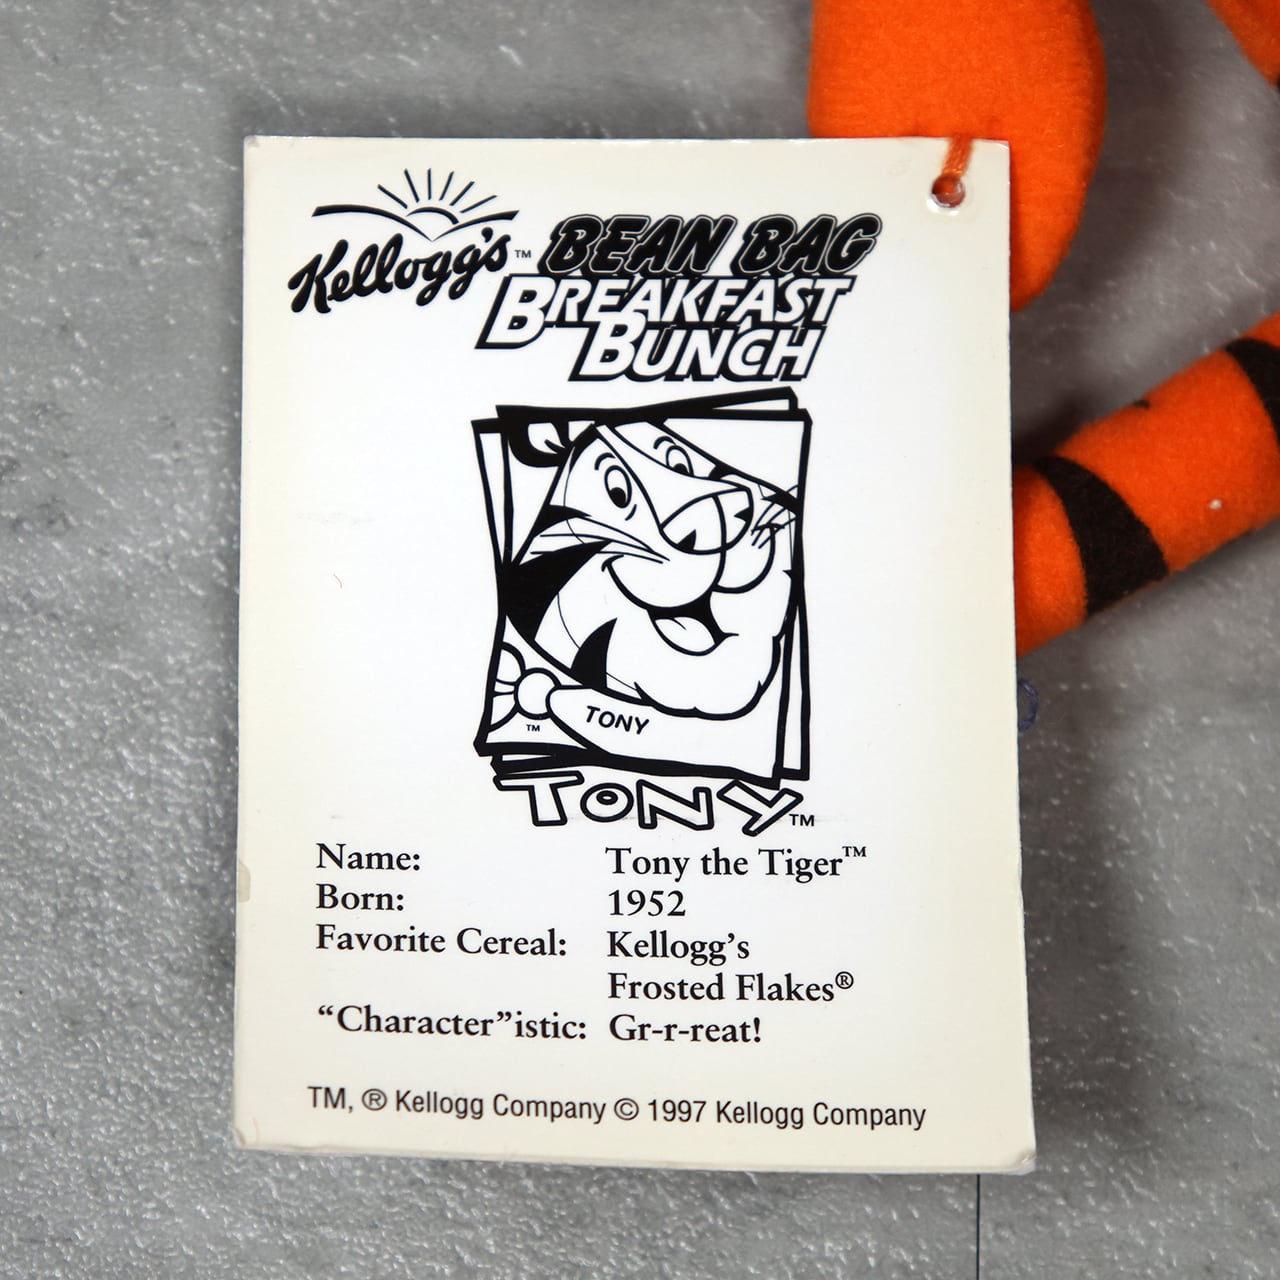 Kellogg's™ BEAN BAG
BREAKFAST
BUNCH
TONY
™
TONY™
Name: Tony the Tiger™
Born: 1952
Favorite Cereal: Kellogg's
Frosted Flakes®
“Character”istic: Gr-r-reat!
TM, ® Kellogg Company © 1997 Kellogg Company